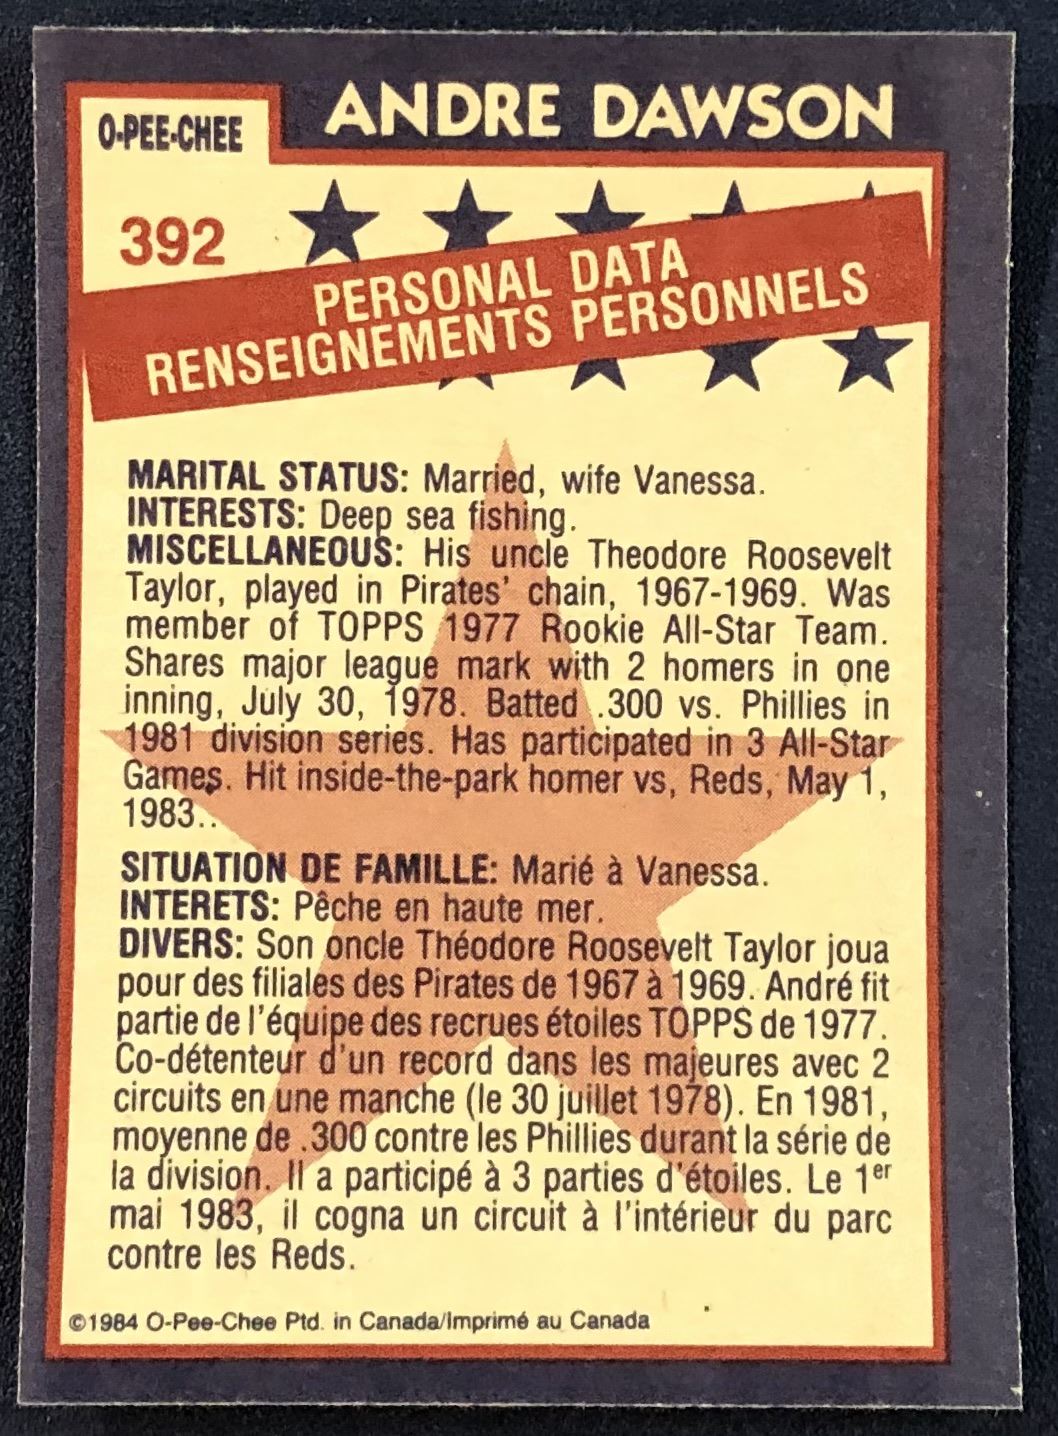 ANDRE DAWSON
O-PEE-CHEE
392
PERSONAL DATA
RENSEIGNEMENTS PERSONNELS
MARITAL STATUS: Married, wife Vanessa.
INTERESTS: Deep sea fishing.
MISCELLANEOUS: His uncle Theodore Roosevelt
Taylor, played in Pirates' chain, 1967-1969. Was
member of TOPPS 1977 Rookie All-Star Team.
Shares major league mark with 2 homers in one
inning, July 30, 1978. Batted .300 vs. Phillies in
1981 division series. Has participated in 3 All-Star
Games. Hit inside-the-park homer vs, Reds, May 1,
1983..
SITUATION DE FAMILLE: Marié à Vanessa.
INTERETS: Pêche en haute mer.
DIVERS: Son oncle Théodore Roosevelt Taylor joua
pour des filiales des Pirates de 1967 à 1969. André fit
partie de l'équipe des recrues étoiles TOPPS de 1977.
Co-détenteur d'un record dans les majeures avec 2
circuits en une manche (le 30 juillet 1978). En 1981,
moyenne de .300 contre les Phillies durant la série de
la division. Il a participé à 3 parties d'étoiles. Le 1er
mai 1983, il cogna un circuit à l'intérieur du parc
contre les Reds.
©1984 O-Pee-Chee Ptd. in Canada/Imprimé au Canada